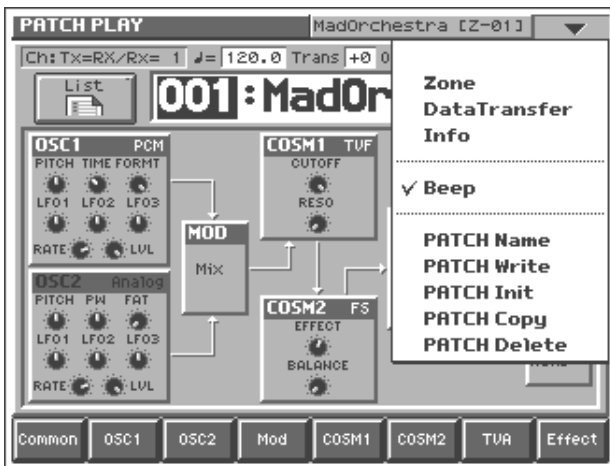 PATCH PLAY
MadOrchestra [Z-01]
Ch:Tx=RX/Rx= 1 ♩= 120.0 Trans +0 0
List
001:MadOr
OSC1 PCM
PITCH TIME FORMT
LFO1 LFO2 LFO3
RATE LVL
OSC2 Analog
PITCH PW FAT
LFO1 LFO2 LFO3
RATE LVL
MOD
Mix
COSM1 TVF
CUTOFF
RESO
COSM2 FS
EFFECT
BALANCE
Zone
DataTransfer
Info
✓ Beep
PATCH Name
PATCH Write
PATCH Init
PATCH Copy
PATCH Delete
Common OSC1 OSC2 Mod COSM1 COSM2 TVA Effect